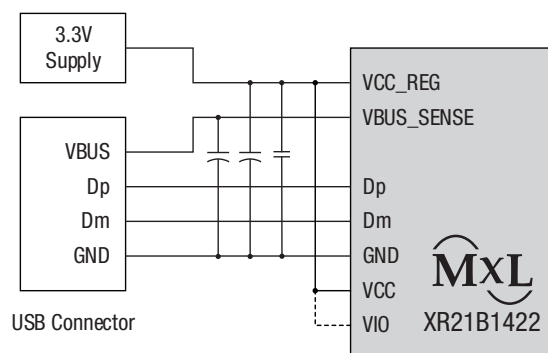 3.3V
Supply
VCC_REG
VBUS_SENSE
VBUS
Dp
Dp
Dm
Dm
GND
GND
MXL
VCC
USB Connector
VIO
XR21B1422